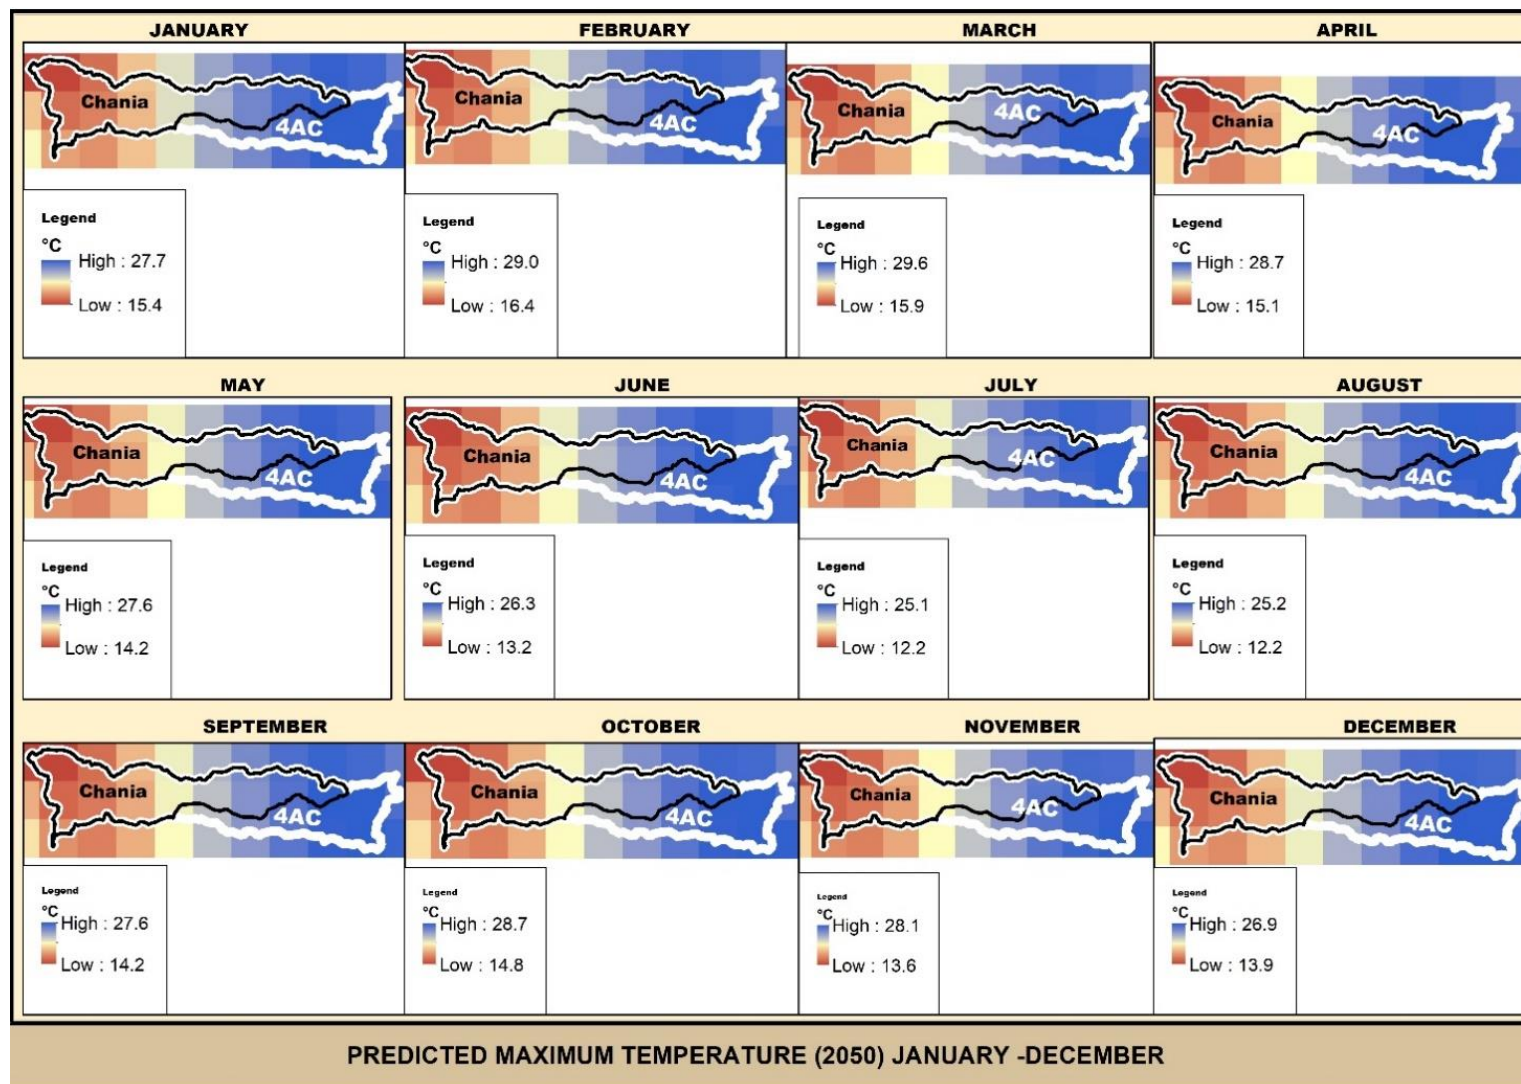 JANUARY
FEBRUARY
MARCH
APRIL
Chania
4AC
Chania
4AC
Chania
4AC
Chania
4AC
Legend
°C
High : 27.7
Low : 15.4
Legend
°C
High : 29.0
Low : 16.4
Legend
°C
High : 29.6
Low : 15.9
Legend
°C
High : 28.7
Low : 15.1
MAY
JUNE
JULY
AUGUST
Chania
4AC
Chania
4AC
Chania
4AC
Chania
4AC
Legend
°C
High : 27.6
Low : 14.2
Legend
°C
High : 26.3
Low : 13.2
Legend
°C
High : 25.1
Low : 12.2
Legend
°C
High : 25.2
Low : 12.2
SEPTEMBER
OCTOBER
NOVEMBER
DECEMBER
Chania
4AC
Chania
4AC
Chania
4AC
Chania
4AC
Legend
°C
High : 27.6
Low : 14.2
Legend
°C
High : 28.7
Low : 14.8
Legend
°C
High : 28.1
Low : 13.6
Legend
°C
High : 26.9
Low : 13.9
PREDICTED MAXIMUM TEMPERATURE (2050) JANUARY -DECEMBER